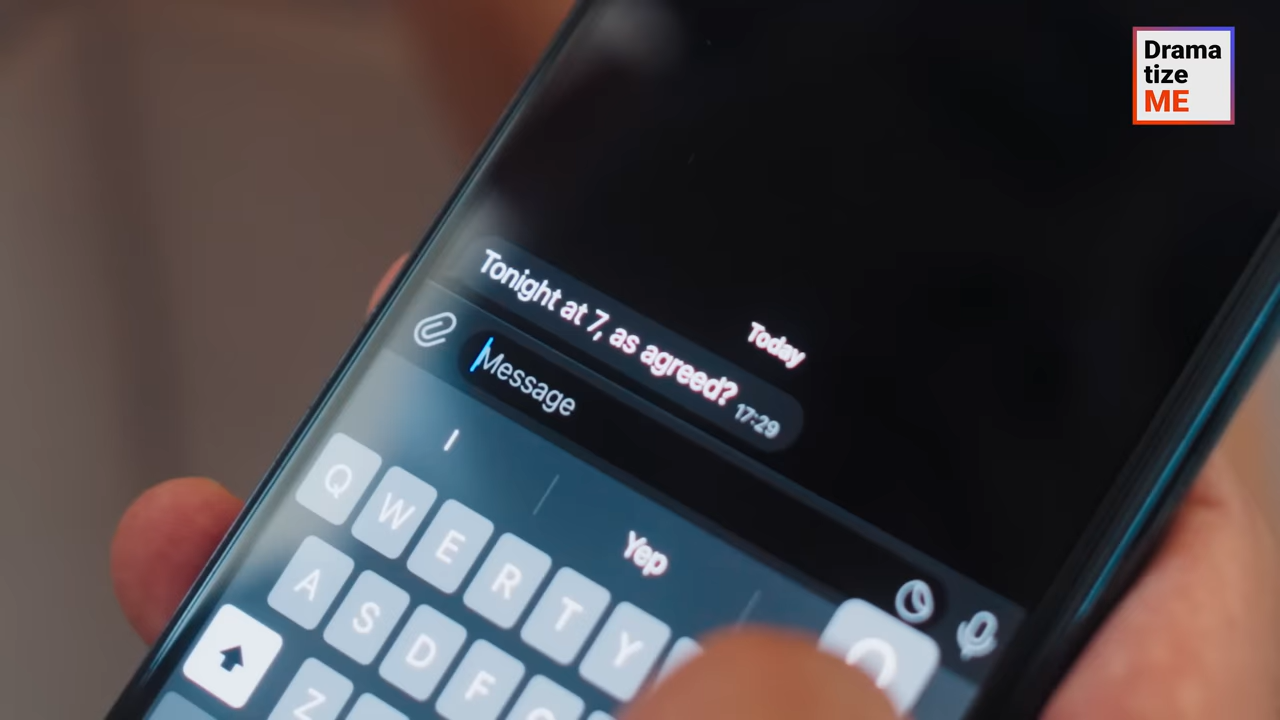 Drama
tize
ME
Today
Tonight at 7, as agreed?
17:29
Message
I
Yep
Q W E R T Y
A S D F
Z